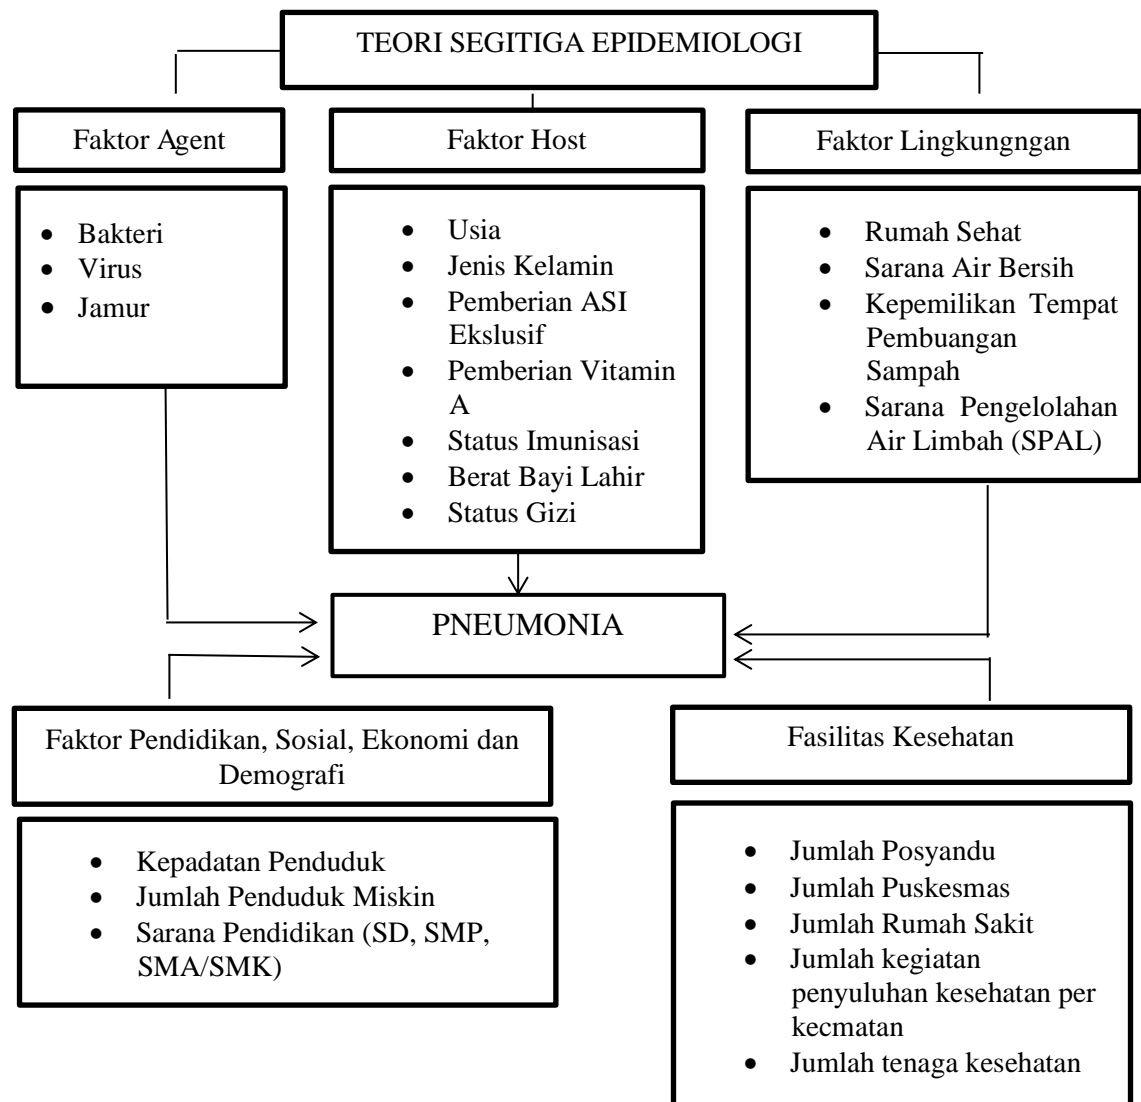 TEORI SEGITIGA EPIDEMIOLOGI
Faktor Agent
Faktor Host
Faktor Lingkungngan
• Bakteri
• Virus
• Jamur
• Usia
• Jenis Kelamin
• Pemberian ASI
Ekslusif
• Pemberian Vitamin
A
• Status Imunisasi
• Berat Bayi Lahir
• Status Gizi
• Rumah Sehat
• Sarana Air Bersih
• Kepemilikan Tempat
Pembuangan
Sampah
• Sarana Pengelolahan
Air Limbah (SPAL)
PNEUMONIA
Faktor Pendidikan, Sosial, Ekonomi dan
Demografi
• Kepadatan Penduduk
• Jumlah Penduduk Miskin
• Sarana Pendidikan (SD, SMP,
SMA/SMK)
Fasilitas Kesehatan
• Jumlah Posyandu
• Jumlah Puskesmas
• Jumlah Rumah Sakit
• Jumlah kegiatan
penyuluhan kesehatan per
kecmatan
• Jumlah tenaga kesehatan